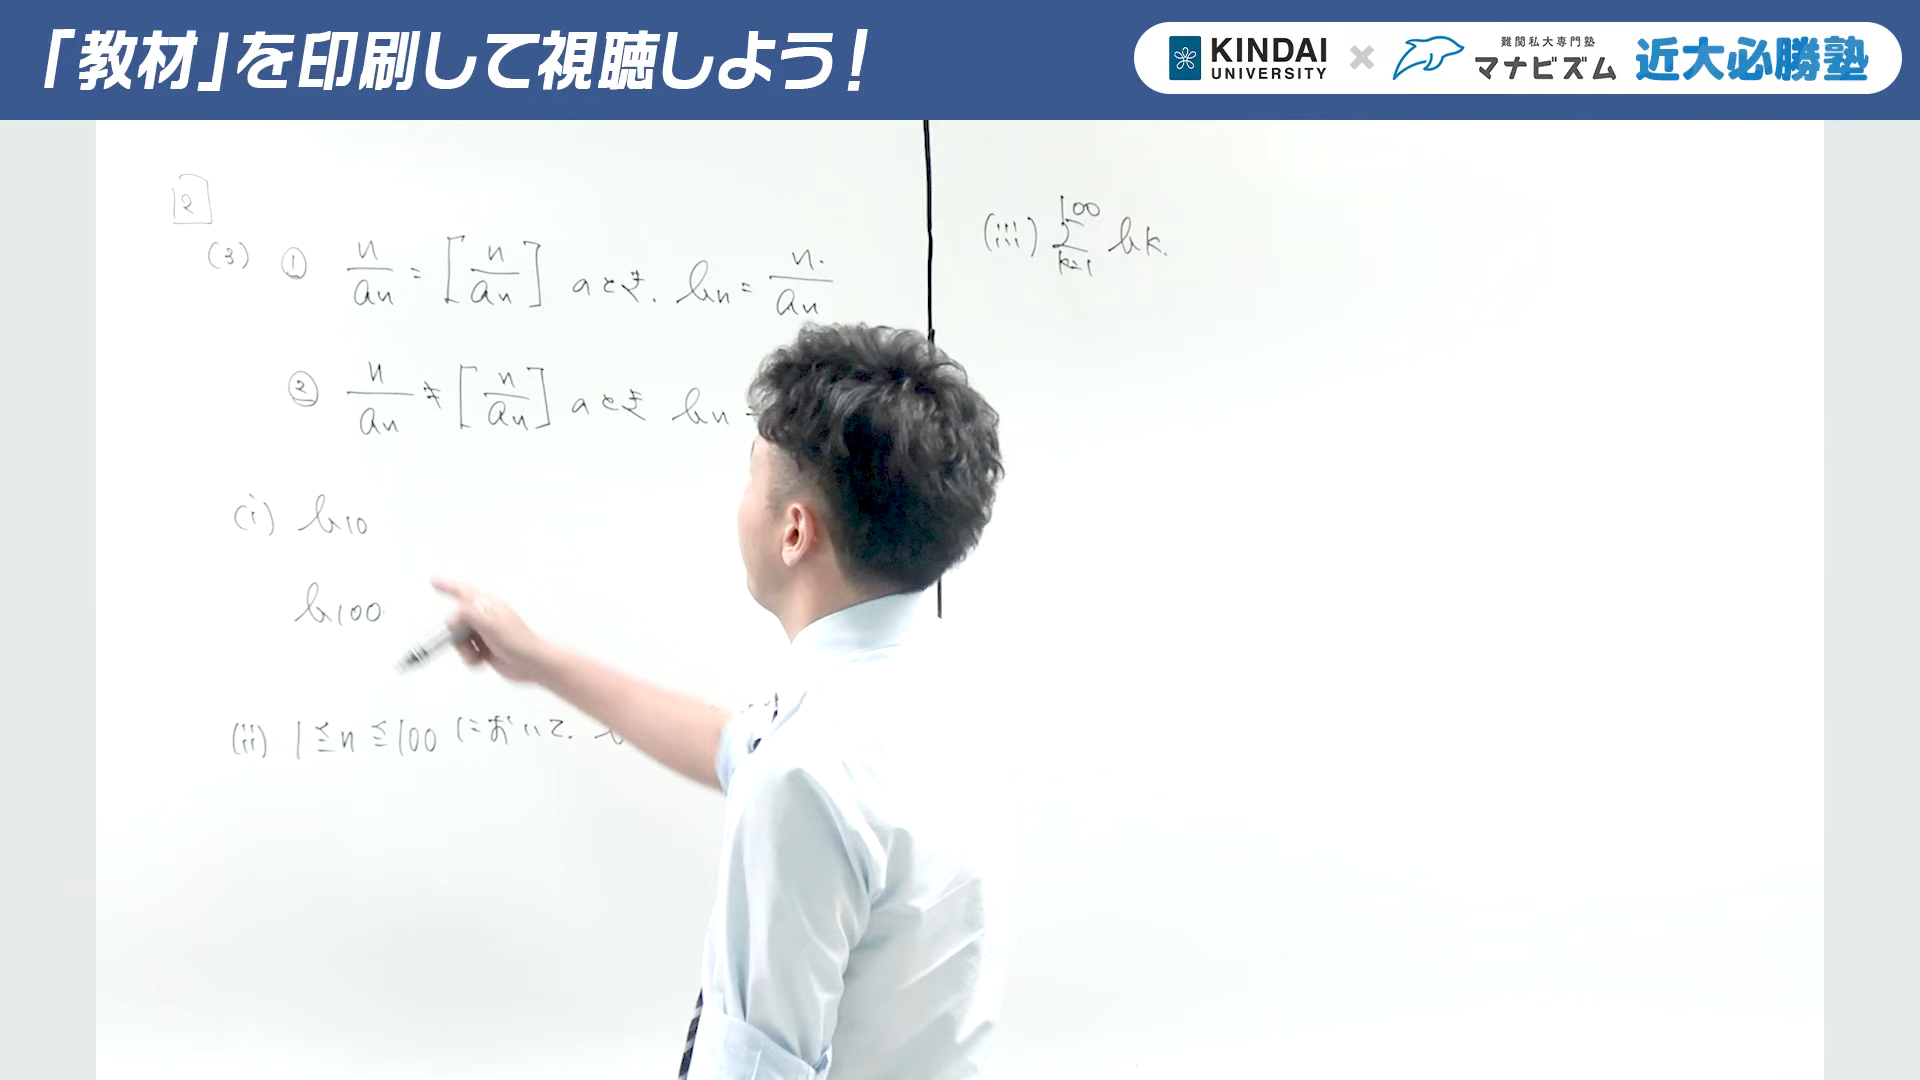 「教材」を印刷して視聴しよう!
KINDAI UNIVERSITY × 難関私大専門塾 マナビズム 近大必勝塾
2
(3) ① n/an = [n/an] のとき. bn = n/an
② n/an ≠ [n/an] のとき bn =
(i) b10
b100
(ii) 1≦n≦100 において.
(iii) 100 Σ k=1 bk.